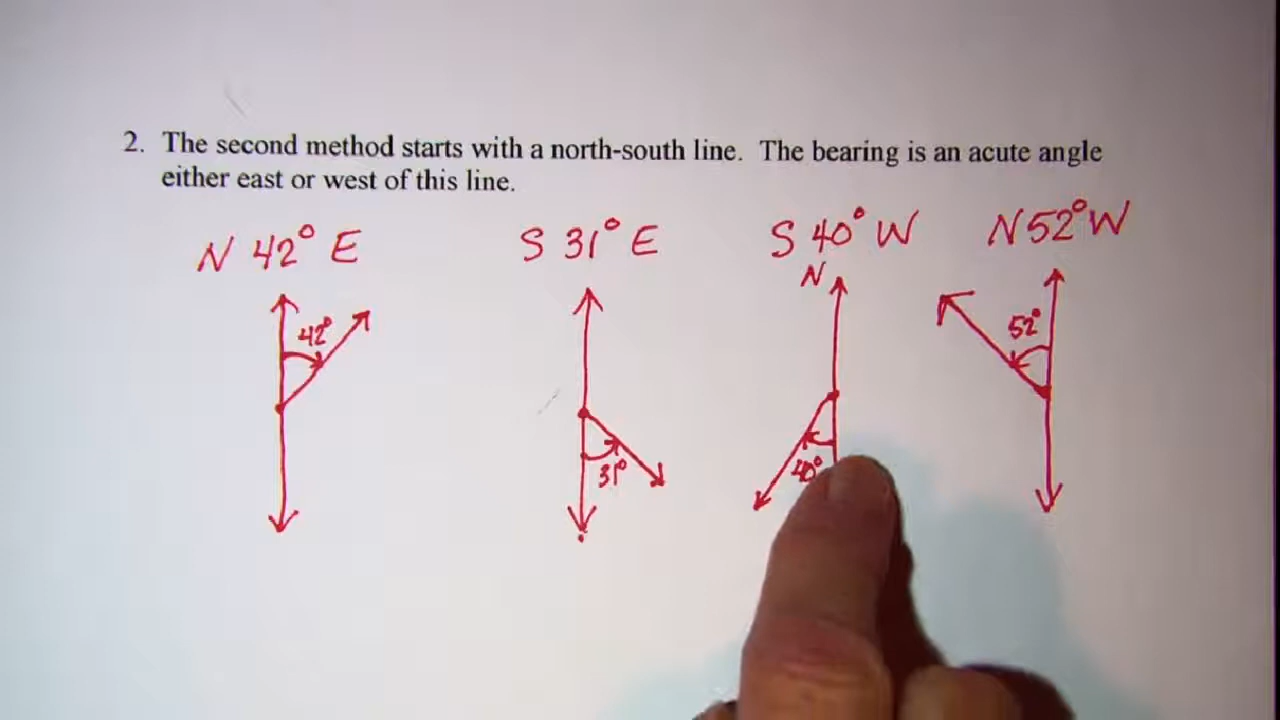 2. The second method starts with a north-south line. The bearing is an acute angle
either east or west of this line.
N 42° E S 31° E S 40° W N52°W
N
42° 52°
31° 40°